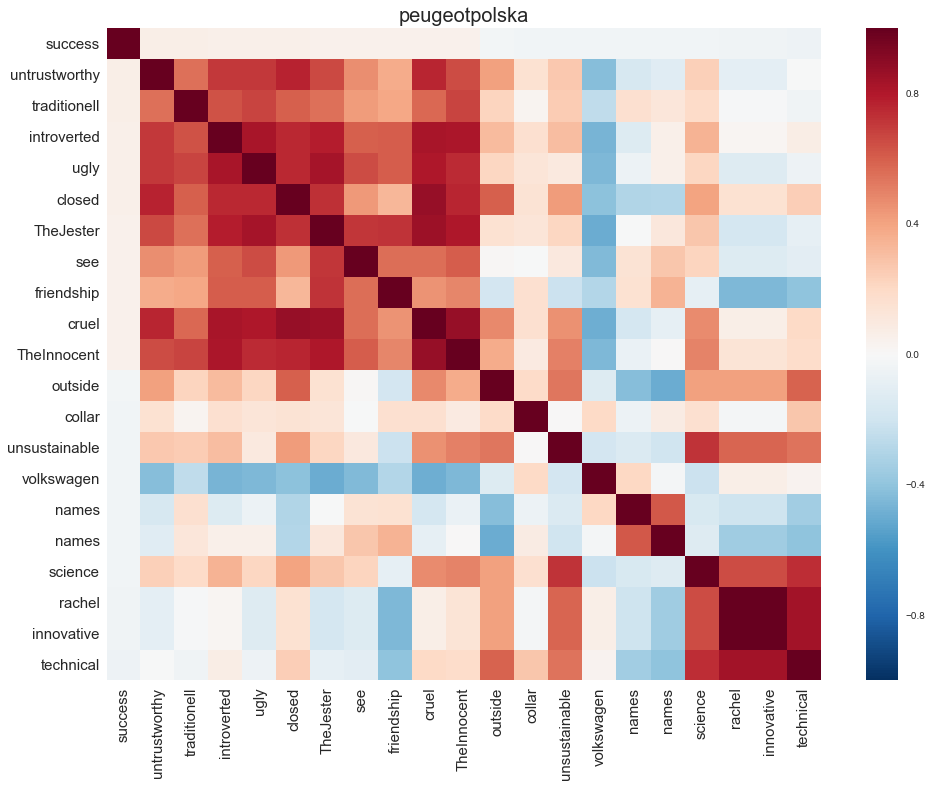 peugeotpolska
success
untrustworthy
traditionell
introverted
ugly
closed
TheJester
see
friendship
cruel
TheInnocent
outside
collar
unsustainable
volkswagen
names
names
science
rachel
innovative
technical
0.8
0.4
0.0
−0.4
−0.8
success
untrustworthy
traditionell
introverted
ugly
closed
TheJester
see
friendship
cruel
TheInnocent
outside
collar
unsustainable
volkswagen
names
names
science
rachel
innovative
technical